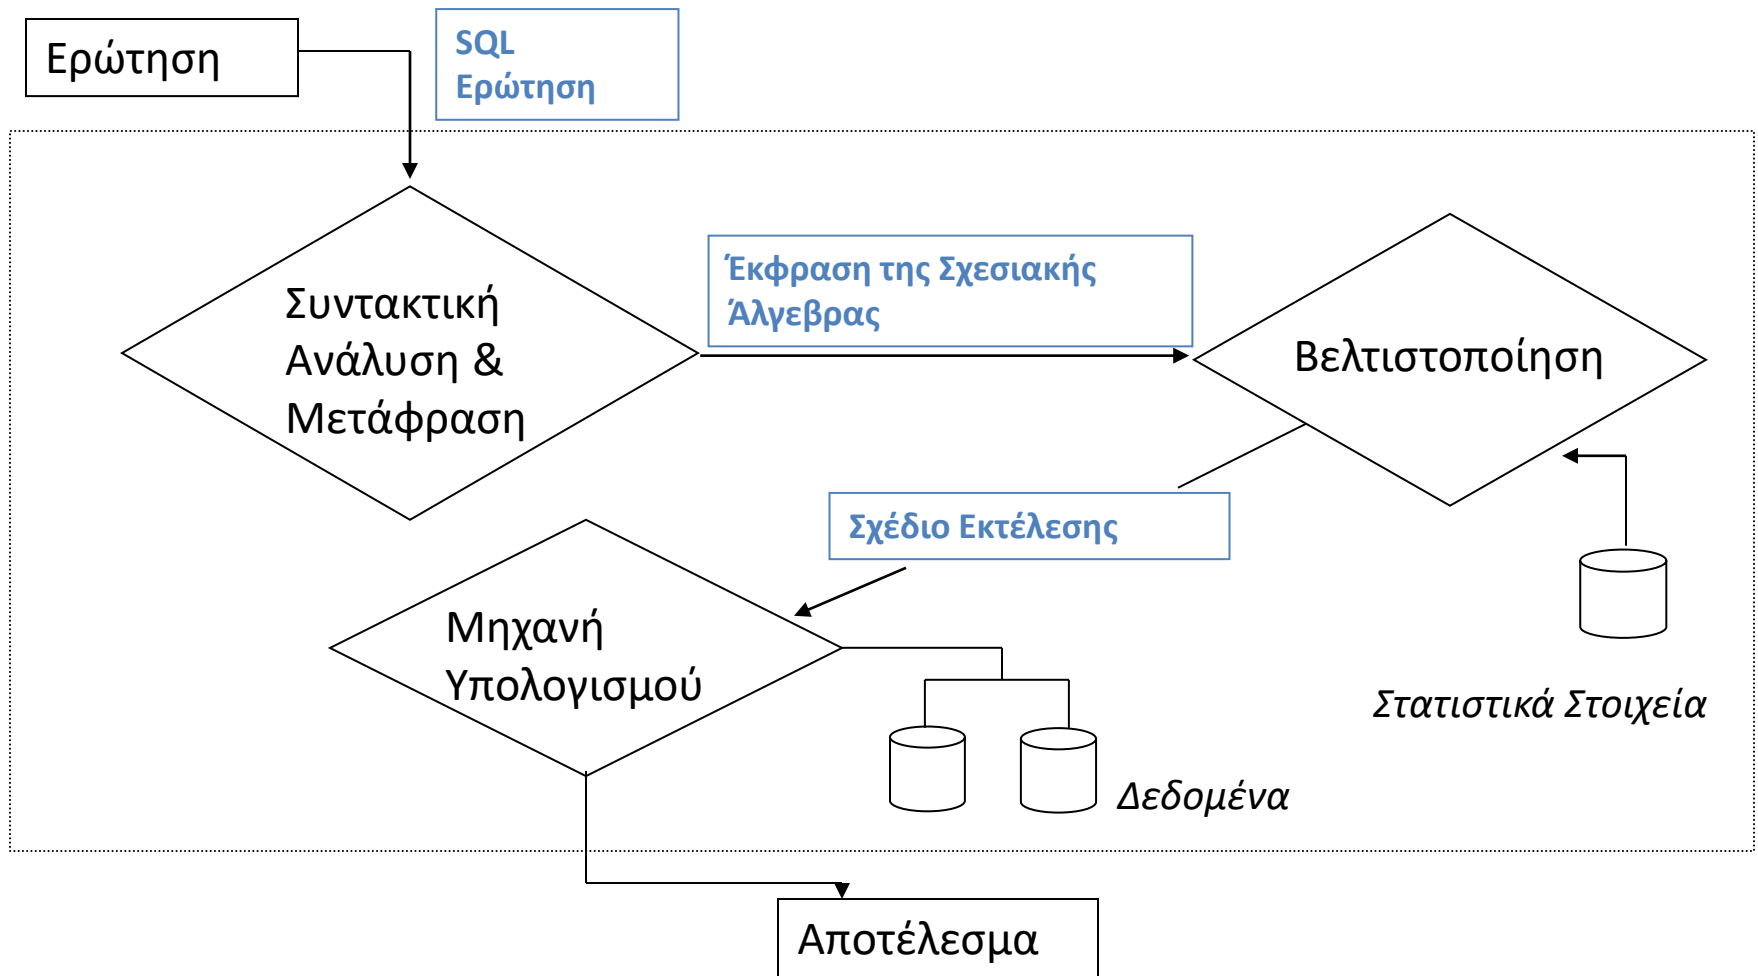 Ερώτηση
SQL
Ερώτηση
Συντακτική
Ανάλυση &
Μετάφραση
Έκφραση της Σχεσιακής
Άλγεβρας
Βελτιστοποίηση
Σχέδιο Εκτέλεσης
Μηχανή
Υπολογισμού
Στατιστικά Στοιχεία
Δεδομένα
Αποτέλεσμα